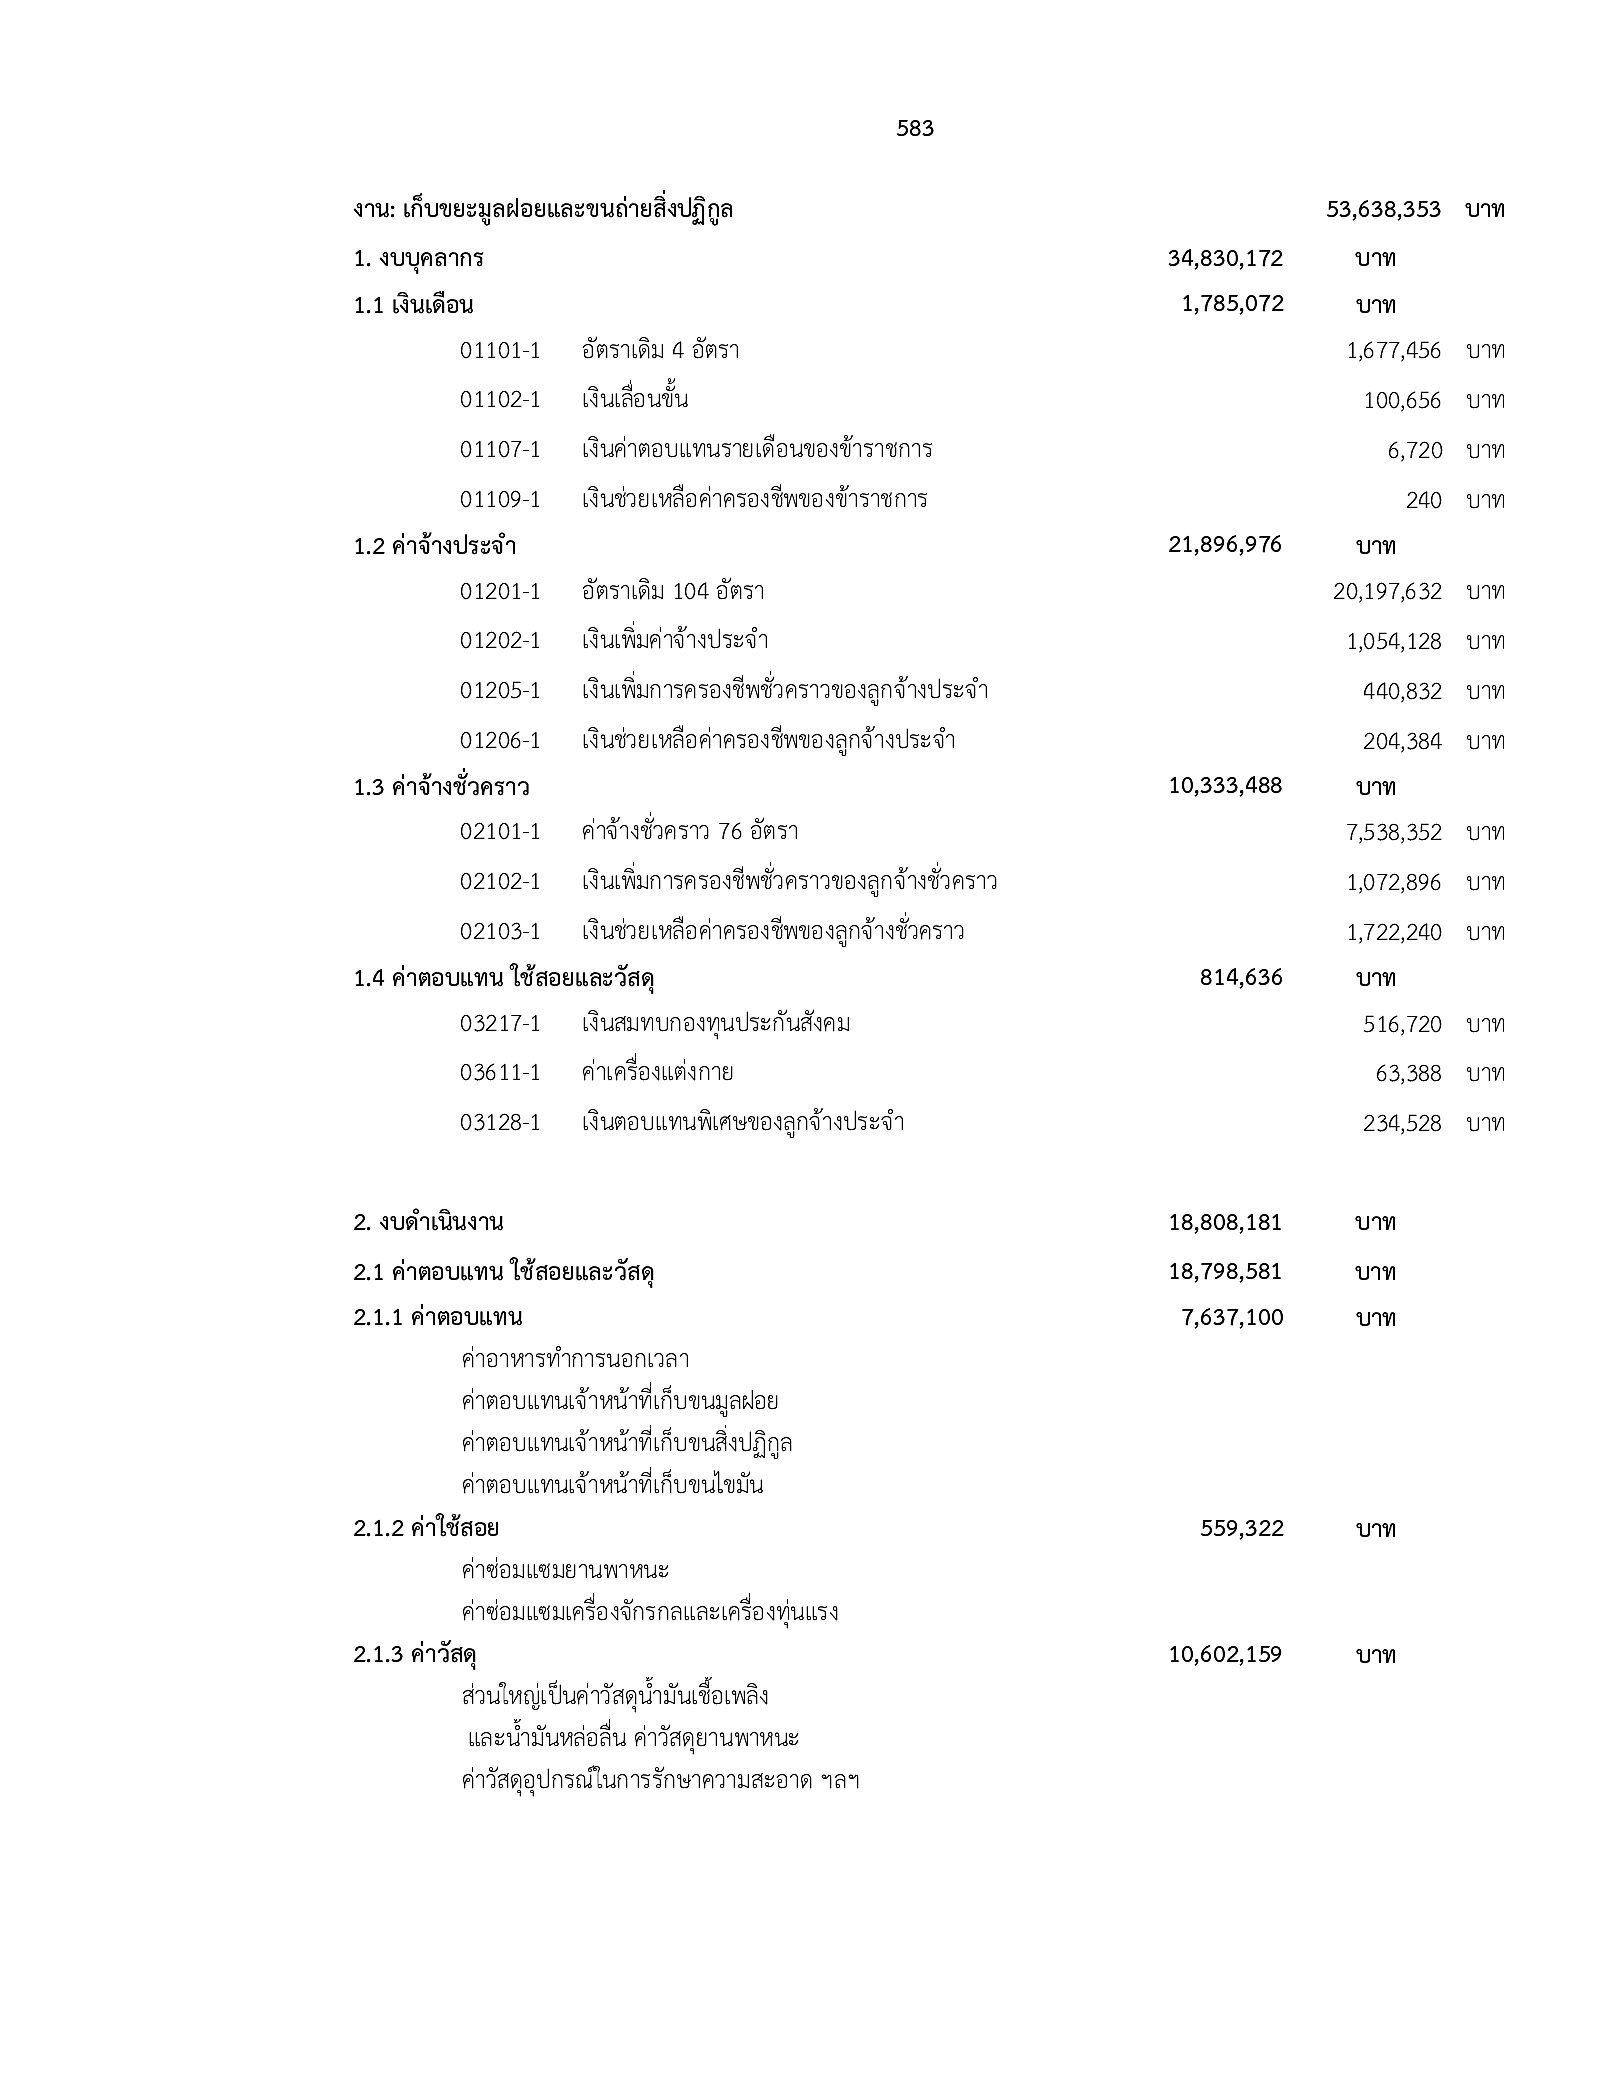 583
งาน: เก็บขยะมูลฝอยและขนถ่ายสิ่งปฏิกูล 53,638,353 บาท
1. งบบุคลากร 34,830,172 บาท
1.1 เงินเดือน 1,785,072 บาท
01101-1 อัตราเดิม 4 อัตรา 1,677,456 บาท
01102-1 เงินเลื่อนขั้น 100,656 บาท
01107-1 เงินค่าตอบแทนรายเดือนของข้าราชการ 6,720 บาท
01109-1 เงินช่วยเหลือค่าครองชีพของข้าราชการ 240 บาท
1.2 ค่าจ้างประจำ 21,896,976 บาท
01201-1 อัตราเดิม 104 อัตรา 20,197,632 บาท
01202-1 เงินเพิ่มค่าจ้างประจำ 1,054,128 บาท
01205-1 เงินเพิ่มการครองชีพชั่วคราวของลูกจ้างประจำ 440,832 บาท
01206-1 เงินช่วยเหลือค่าครองชีพของลูกจ้างประจำ 204,384 บาท
1.3 ค่าจ้างชั่วคราว 10,333,488 บาท
02101-1 ค่าจ้างชั่วคราว 76 อัตรา 7,538,352 บาท
02102-1 เงินเพิ่มการครองชีพชั่วคราวของลูกจ้างชั่วคราว 1,072,896 บาท
02103-1 เงินช่วยเหลือค่าครองชีพของลูกจ้างชั่วคราว 1,722,240 บาท
1.4 ค่าตอบแทน ใช้สอยและวัสดุ 814,636 บาท
03217-1 เงินสมทบกองทุนประกันสังคม 516,720 บาท
03611-1 ค่าเครื่องแต่งกาย 63,388 บาท
03128-1 เงินตอบแทนพิเศษของลูกจ้างประจำ 234,528 บาท
2. งบดำเนินงาน 18,808,181 บาท
2.1 ค่าตอบแทน ใช้สอยและวัสดุ 18,798,581 บาท
2.1.1 ค่าตอบแทน 7,637,100 บาท
ค่าอาหารทำการนอกเวลา
ค่าตอบแทนเจ้าหน้าที่เก็บขนมูลฝอย
ค่าตอบแทนเจ้าหน้าที่เก็บขนสิ่งปฏิกูล
ค่าตอบแทนเจ้าหน้าที่เก็บขนไขมัน
2.1.2 ค่าใช้สอย 559,322 บาท
ค่าซ่อมแซมยานพาหนะ
ค่าซ่อมแซมเครื่องจักรกลและเครื่องทุ่นแรง
2.1.3 ค่าวัสดุ 10,602,159 บาท
ส่วนใหญ่เป็นค่าวัสดุน้ำมันเชื้อเพลิง
และน้ำมันหล่อลื่น ค่าวัสดุยานพาหนะ
ค่าวัสดุอุปกรณ์ในการรักษาความสะอาด ฯลฯ